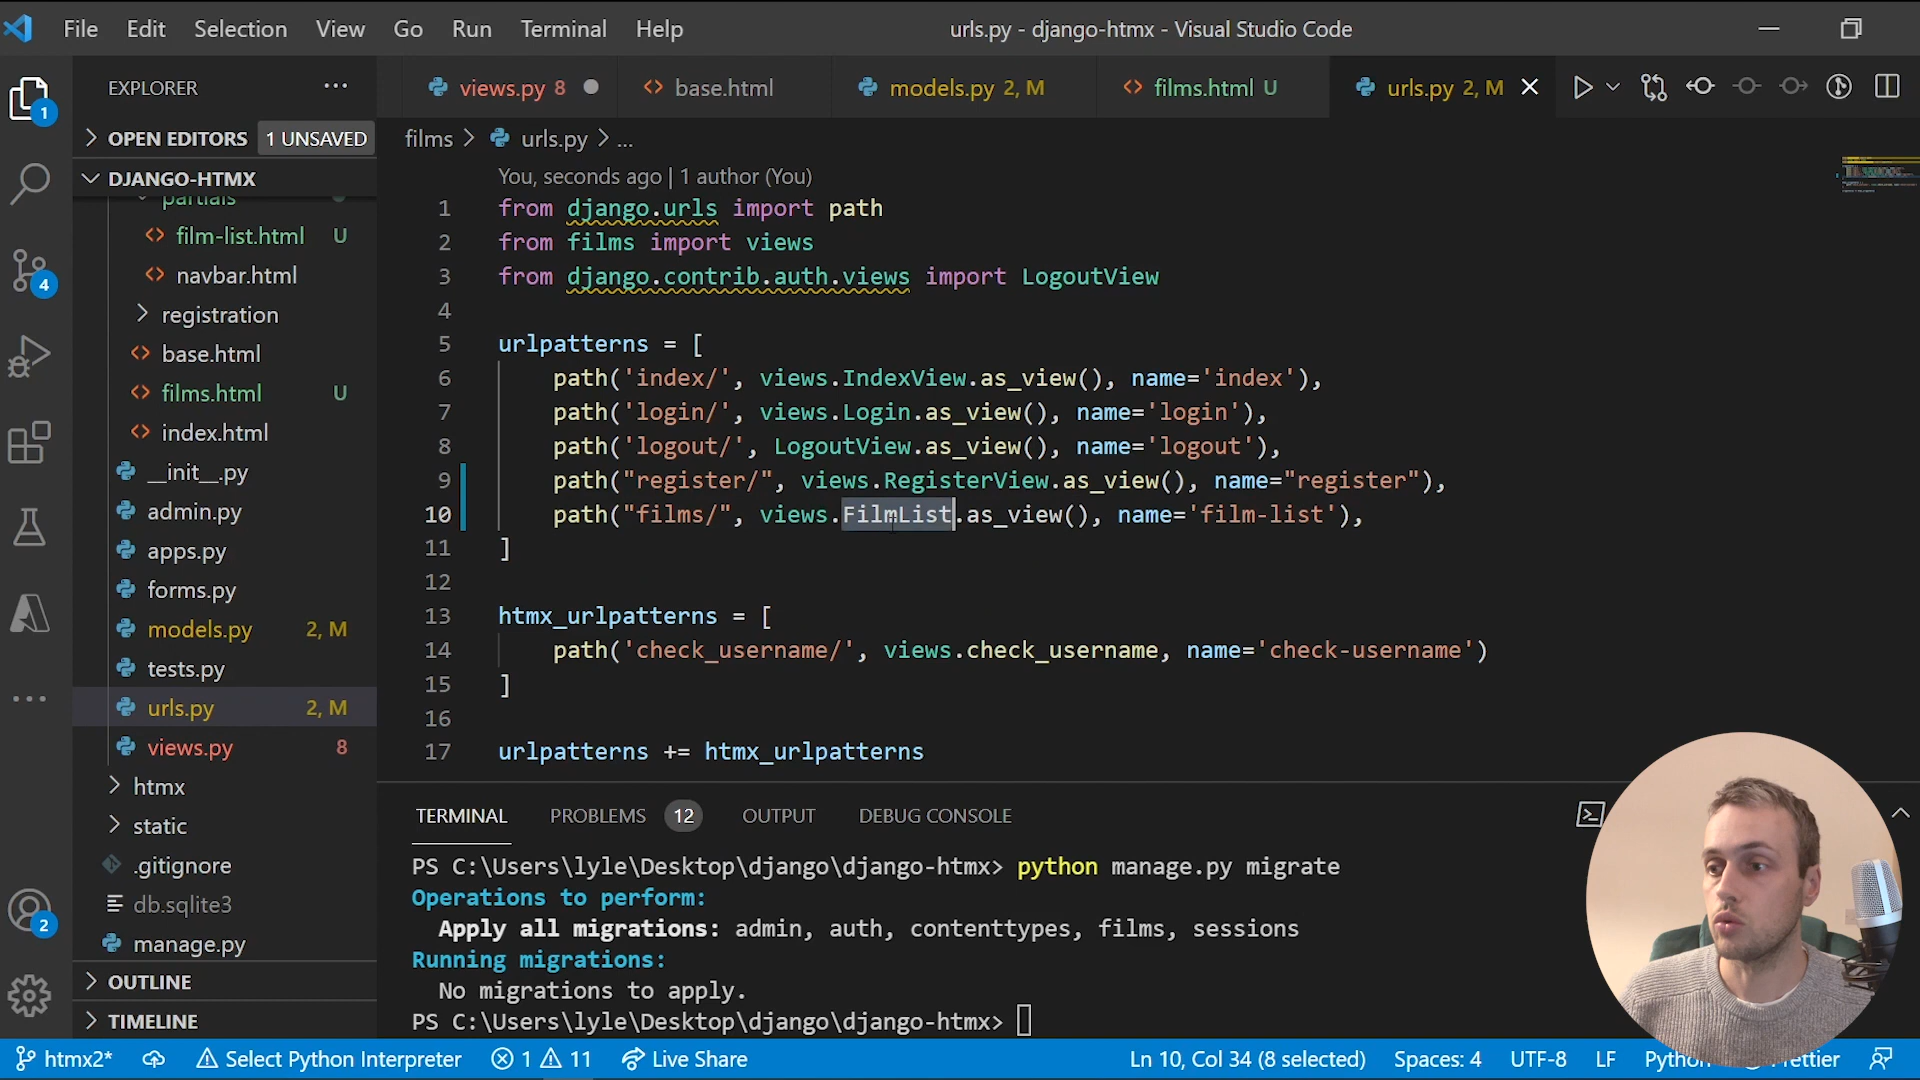 File Edit Selection View Go Run Terminal Help
urls.py - django-htmx - Visual Studio Code
EXPLORER ...
views.py 8
base.html
models.py 2, M
films.html U
urls.py 2, M
1
OPEN EDITORS 1 UNSAVED
films > urls.py > ...
DJANGO-HTMX
partials
film-list.html U
navbar.html
registration
base.html
films.html U
index.html
__init__.py
admin.py
apps.py
forms.py
models.py 2, M
tests.py
urls.py 2, M
views.py 8
htmx
static
.gitignore
db.sqlite3
manage.py
OUTLINE
TIMELINE
4
2
You, seconds ago | 1 author (You)
1 from django.urls import path
2 from films import views
3 from django.contrib.auth.views import LogoutView
4
5 urlpatterns = [
6 path('index/', views.IndexView.as_view(), name='index'),
7 path('login/', views.Login.as_view(), name='login'),
8 path('logout/', LogoutView.as_view(), name='logout'),
9 path("register/", views.RegisterView.as_view(), name="register"),
10 path("films/", views.FilmList.as_view(), name='film-list'),
11 ]
12
13 htmx_urlpatterns = [
14 path('check_username/', views.check_username, name='check-username')
15 ]
16
17 urlpatterns += htmx_urlpatterns
TERMINAL PROBLEMS 12 OUTPUT DEBUG CONSOLE
PS C:\Users\lyle\Desktop\django\django-htmx> python manage.py migrate
Operations to perform:
Apply all migrations: admin, auth, contenttypes, films, sessions
Running migrations:
No migrations to apply.
PS C:\Users\lyle\Desktop\django\django-htmx>
htmx2* Select Python Interpreter 1 11 Live Share Ln 10, Col 34 (8 selected) Spaces: 4 UTF-8 LF